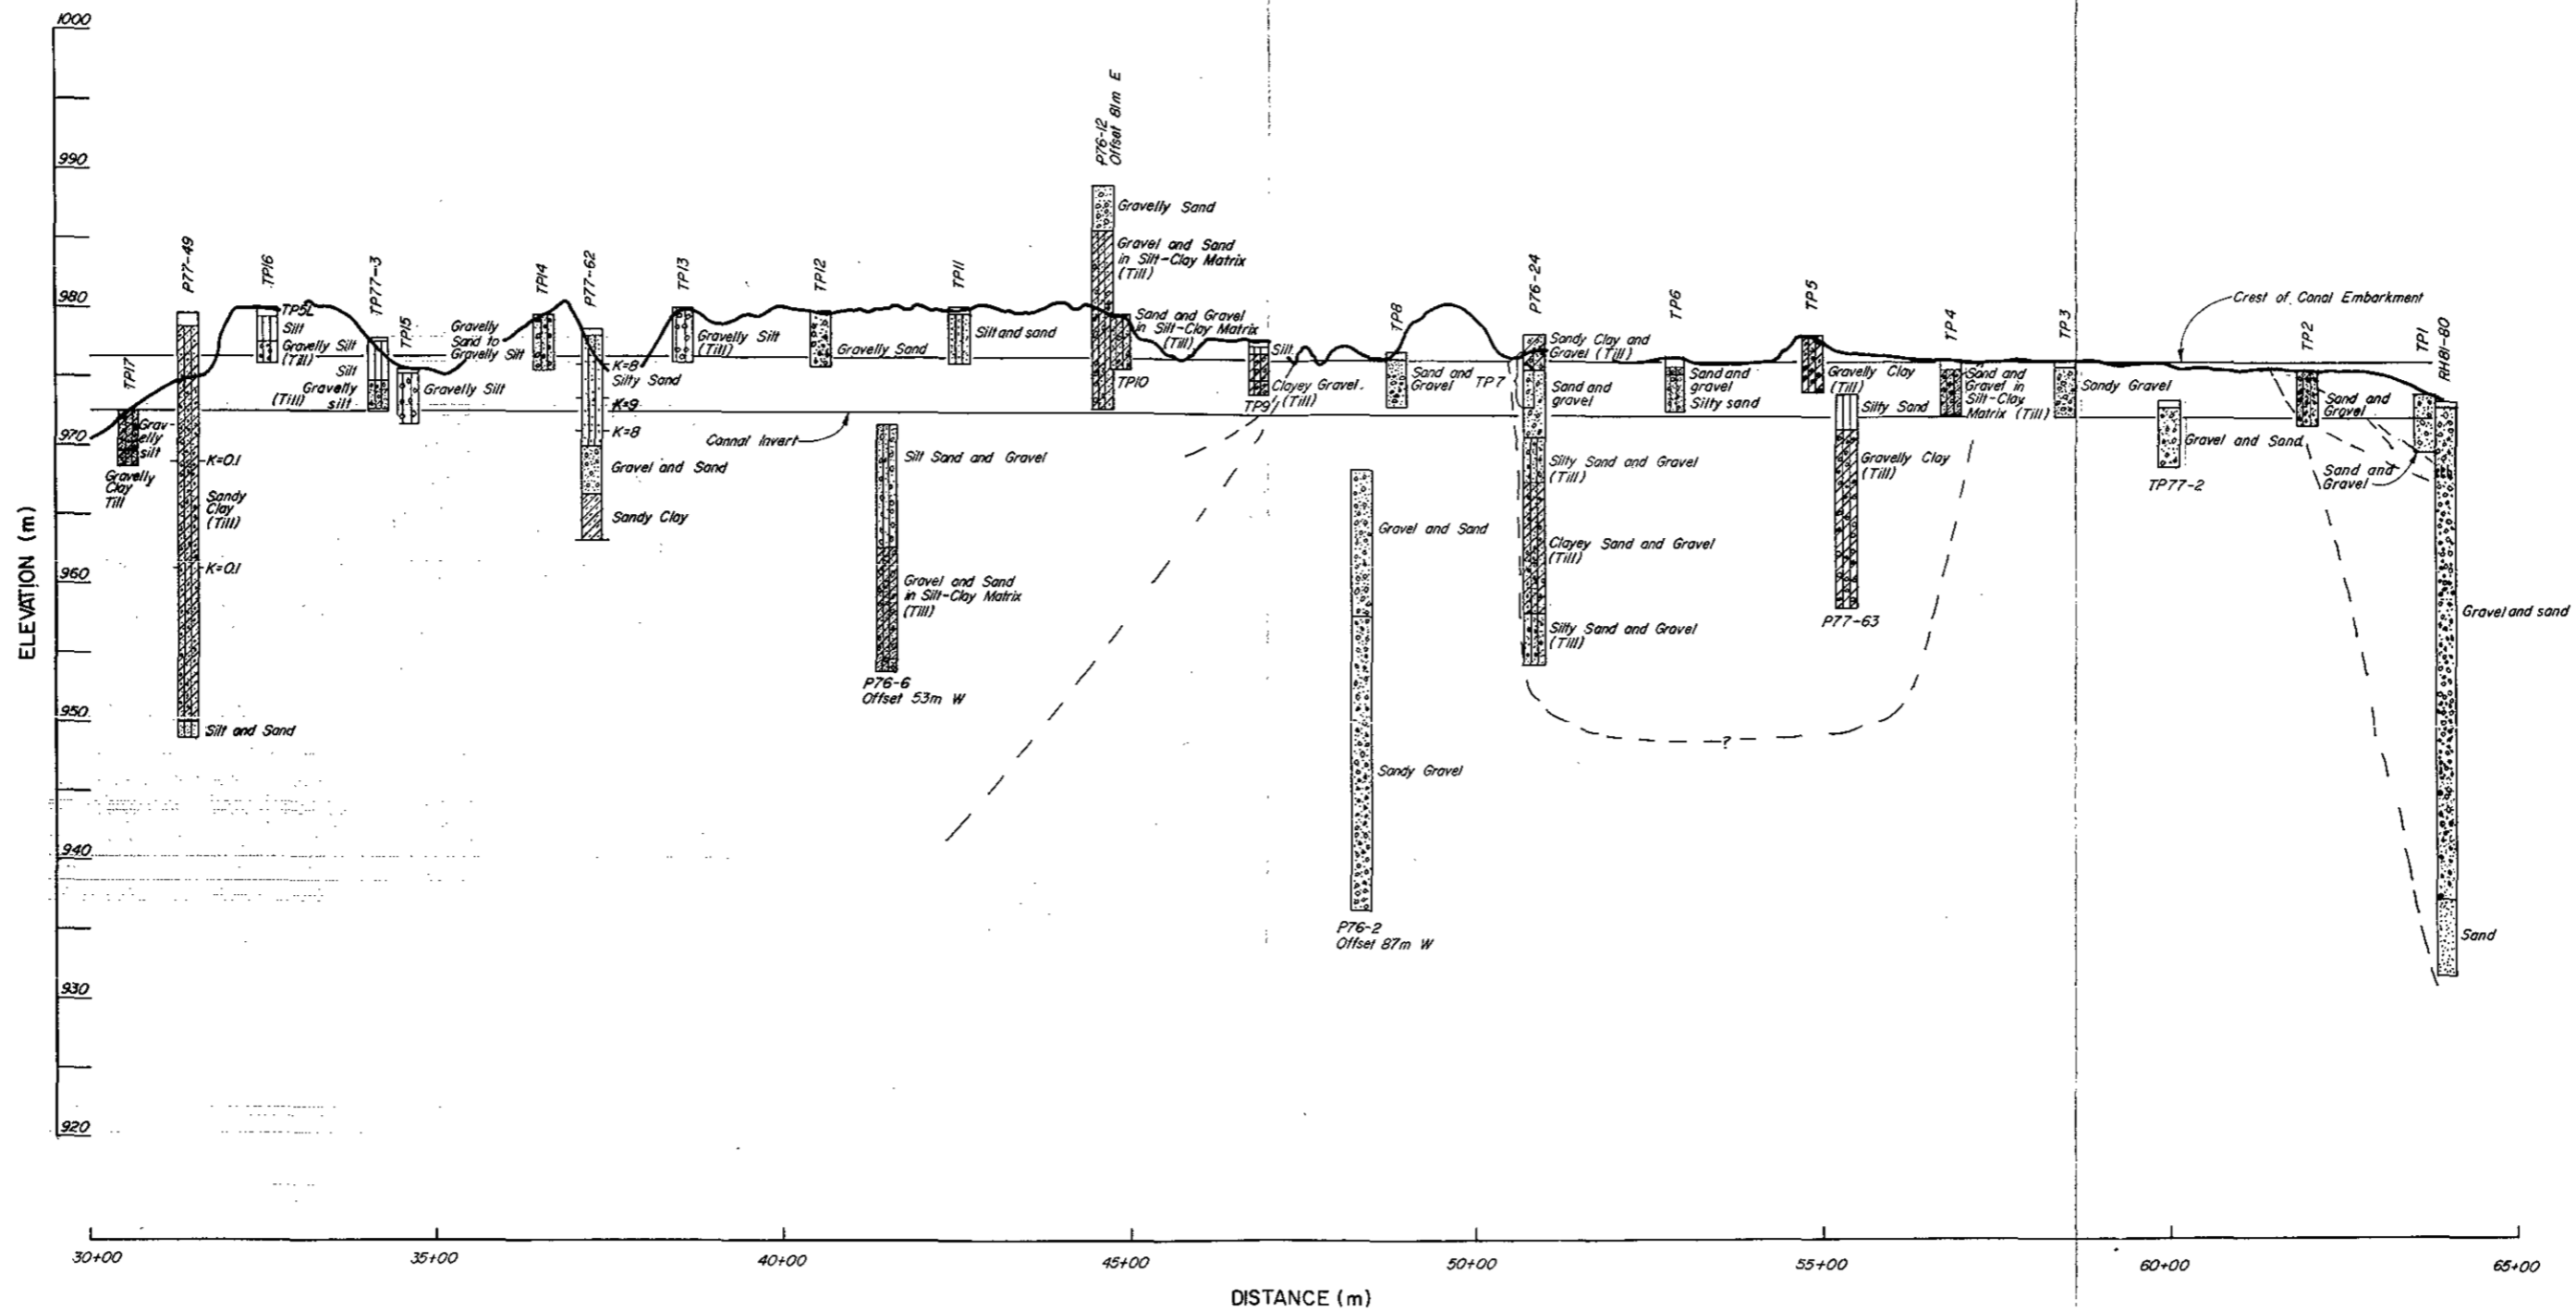 1000
990
980
970
960
950
940
930
920
ELEVATION (m)
30+00
35+00
40+00
45+00
50+00
55+00
60+00
65+00
DISTANCE (m)
TP17
Grav-
elly
silt
Gravelly
Clay
Till
P77-49
K=0.1
Sandy
Clay
(Till)
K=0.1
Silt and Sand
TP16
TPSL
Silt
Gravelly Silt
(Till)
TP77-3
Silt
Gravelly
(Till) silt
TP15
Gravelly Silt
Gravelly
Sand to
Gravelly Silt
TP14
P77-62
K=8
Silty Sand
K=9
K=8
Gravel and Sand
Sandy Clay
TP13
Gravelly Silt
(Till)
Cannal Invert
TP12
Gravelly Sand
Silt Sand and Gravel
Gravel and Sand
in Silt-Clay Matrix
(Till)
P76-6
Offset 53m W
TP11
Silt and sand
P76-12
Offset 81m E
Gravelly Sand
Gravel and Sand
in Silt-Clay Matrix
(Till)
Sand and Gravel
in Silt-Clay Matrix
(Till)
TP10
Silt
Clayey Gravel
(Till)
TP9
TP8
Sand and
Gravel
Gravel and Sand
Sandy Gravel
P76-2
Offset 87m W
TP7
P76-24
Sandy Clay and
Gravel (Till)
Sand and
gravel
Silty Sand and Gravel
(Till)
Clayey Sand and Gravel
(Till)
Silty Sand and Gravel
(Till)
?
TP6
Sand and
gravel
Silty sand
TP5
Gravelly Clay
(Till)
Silty Sand
Gravelly Clay
(Till)
P77-63
TP4
Sand and
Gravel in
Silt-Clay
Matrix (Till)
TP3
Sandy Gravel
Crest of Canal Embarkment
Gravel and Sand
TP77-2
TP2
Sand and
Gravel
Sand and
Gravel
TP1
RH81-80
Gravel and sand
Sand